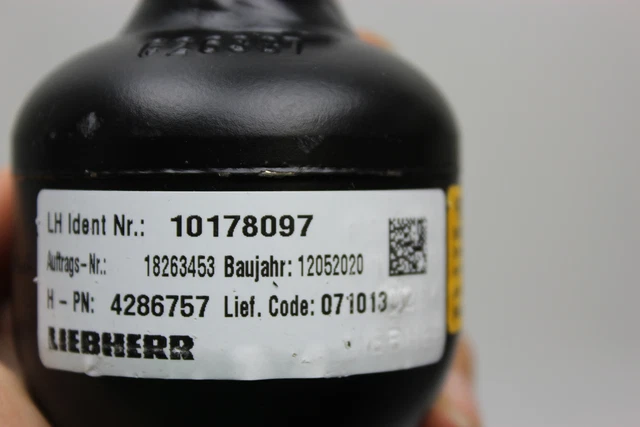 LH Ident Nr.: 10178097
Auftrags-Nr.: 18263453 Baujahr: 12052020
H - PN: 4286757 Lief. Code: 071013
LIEBHERR